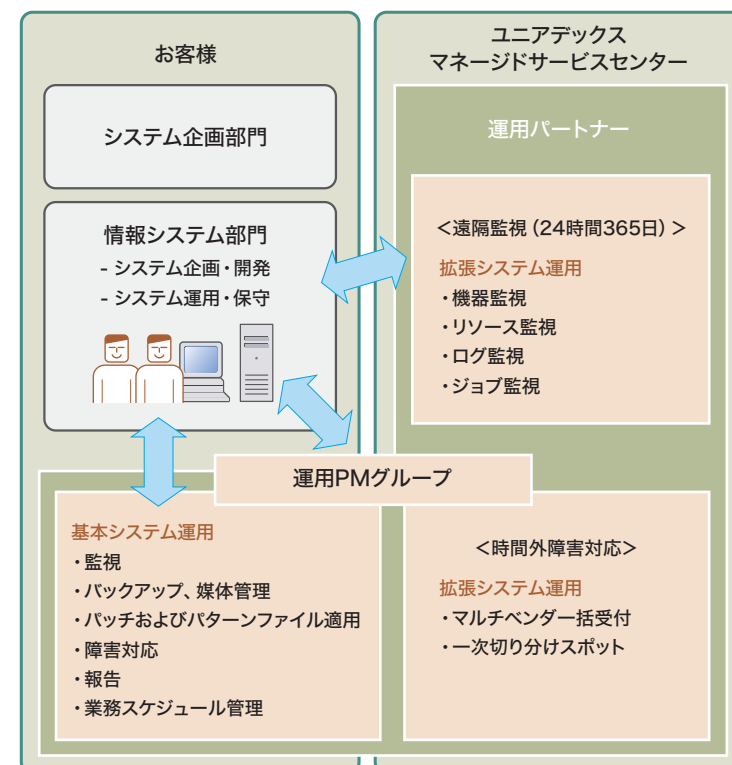 お客様
システム企画部門
情報システム部門
- システム企画・開発
- システム運用・保守
ユニアデックス
マネージドサービスセンター
運用パートナー
＜遠隔監視（24時間365日）＞
拡張システム運用
・機器監視
・リソース監視
・ログ監視
・ジョブ監視
運用PMグループ
基本システム運用
・監視
・バックアップ、媒体管理
・パッチおよびパターンファイル適用
・障害対応
・報告
・業務スケジュール管理
＜時間外障害対応＞
拡張システム運用
・マルチベンダー括受付
・一次切り分けスポット